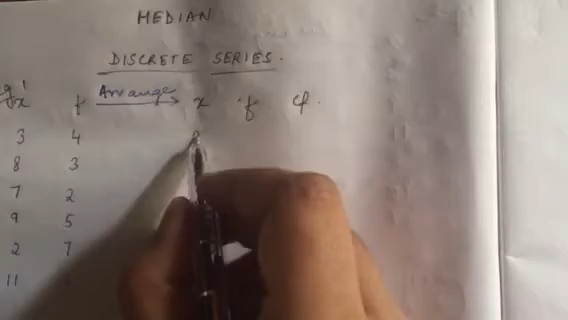 MEDIAN
DISCRETE SERIES.
x f Arrange x f cf.
3 4
8 3
7 2
9 5
2 7
11